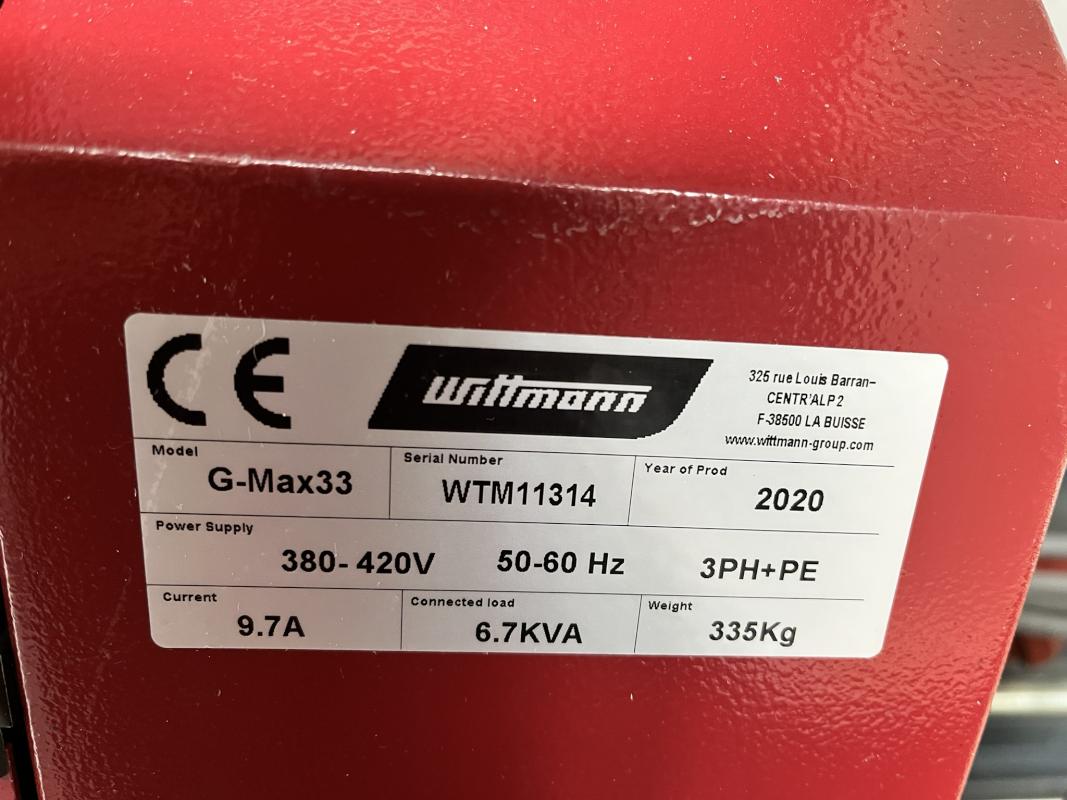 CE
Wittmann
325 rue Louis Barran-
CENTR'ALP2
F-38500 LA BUISSE
www.wittmann-group.com
Model
G-Max33
Serial Number
WTM11314
Year of Prod
2020
Power Supply
380- 420V 50-60 Hz 3PH+PE
Current
9.7A
Connected load
6.7KVA
Weight
335Kg